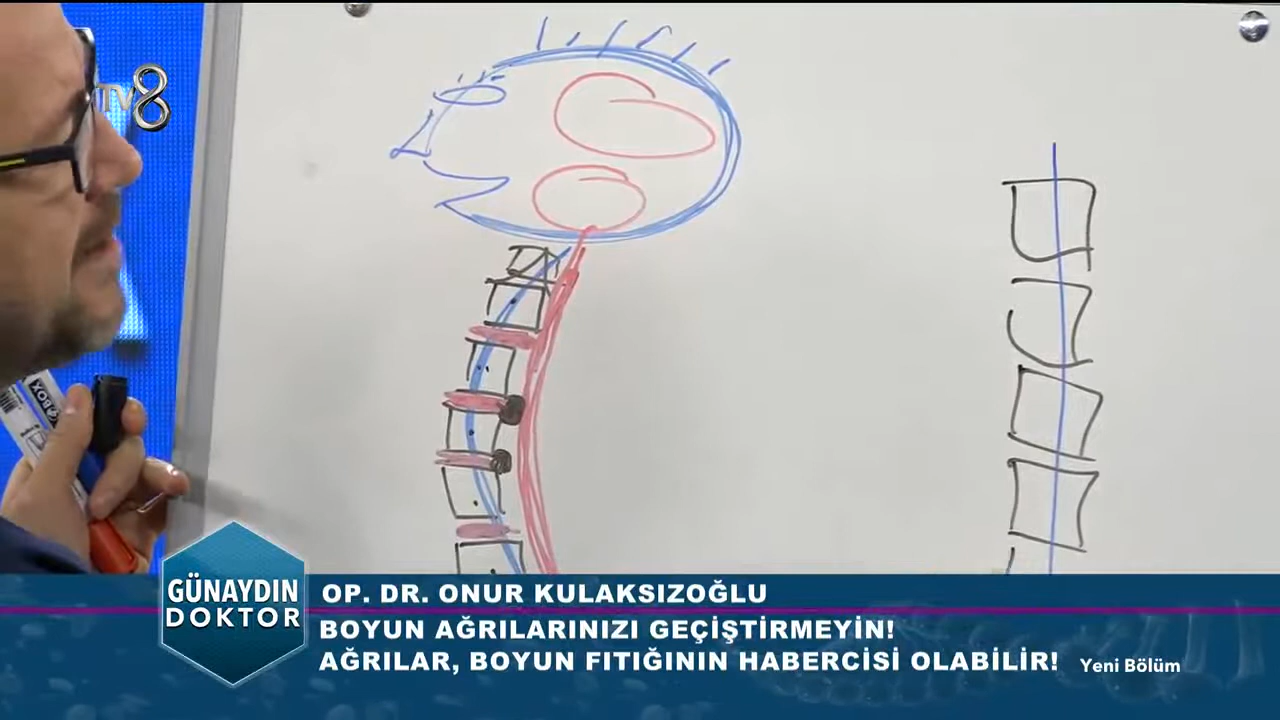 TV8
BOX
GÜNAYDIN
DOKTOR
OP. DR. ONUR KULAKSIZOĞLU
BOYUN AĞRILARINIZI GEÇİŞTİRMEYİN!
AĞRILAR, BOYUN FITIĞININ HABERCİSİ OLABİLİR!
Yeni Bölüm